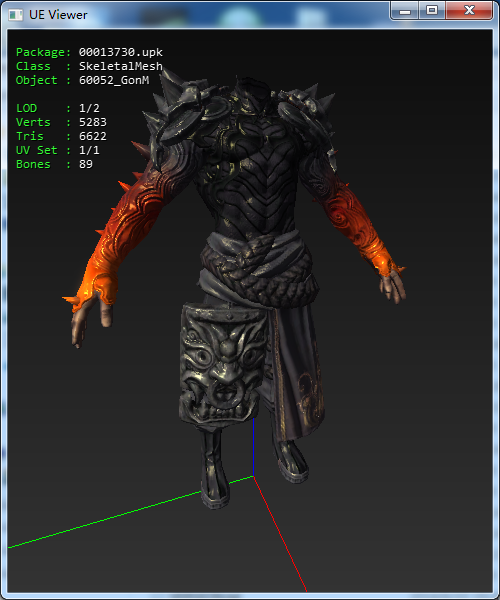 UE Viewer
Package: 00013730.upk
Class : SkeletalMesh
Object : 60052_GonM
LOD : 1/2
Verts : 5283
Tris : 6622
UV Set : 1/1
Bones : 89